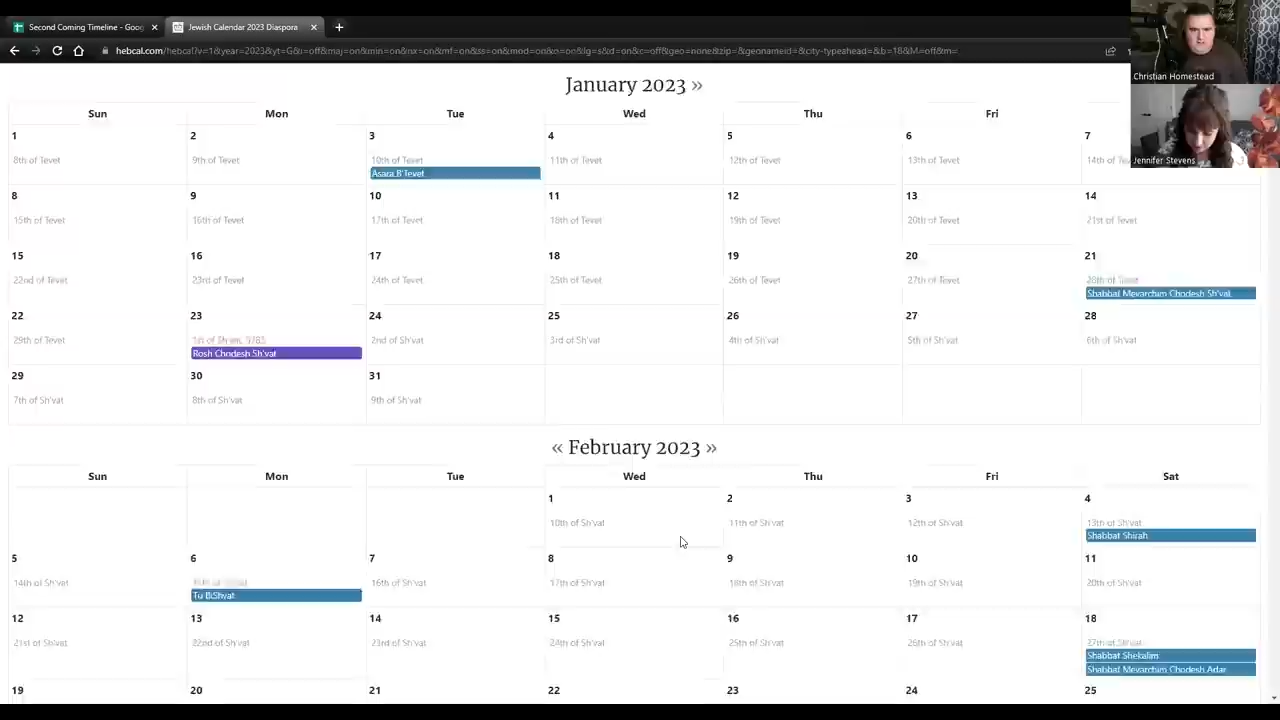 Second Coming Timeline - Goog
Jewish Calendar 2023 Diaspora
hebcal.com/hebcal?v=1&year=2023&yt=G&i=off&maj=on&min=on&nx=on&mf=on&ss=on&mod=on&o=on&lg=s&d=on&c=off&geo=none&zip=&geonameid=&city-typeahead=&b=18&M=off&m=
Christian Homestead
Jennifer Stevens
January 2023 »
Sun Mon Tue Wed Thu Fri
1 2 3 4 5 6 7
8th of Tevet 9th of Tevet 10th of Tevet 11th of Tevet 12th of Tevet 13th of Tevet 14th of
Asara B'Tevet
8 9 10 11 12 13 14
15th of Tevet 16th of Tevet 17th of Tevet 18th of Tevet 19th of Tevet 20th of Tevet 21st of Tevet
15 16 17 18 19 20 21
22nd of Tevet 23rd of Tevet 24th of Tevet 25th of Tevet 26th of Tevet 27th of Tevet 28th of Tevet
Shabbat Mevarchim Chodesh Sh'vat
22 23 24 25 26 27 28
29th of Tevet 1st of Sh'vat, 5783 2nd of Sh'vat 3rd of Sh'vat 4th of Sh'vat 5th of Sh'vat 6th of Sh'vat
Rosh Chodesh Sh'vat
29 30 31
7th of Sh'vat 8th of Sh'vat 9th of Sh'vat
« February 2023 »
Sun Mon Tue Wed Thu Fri Sat
1 2 3 4
10th of Sh'vat 11th of Sh'vat 12th of Sh'vat 13th of Sh'vat
Shabbat Shirah
5 6 7 8 9 10 11
14th of Sh'vat 16th of Sh'vat 17th of Sh'vat 18th of Sh'vat 19th of Sh'vat 20th of Sh'vat
Tu BiShvat
12 13 14 15 16 17 18
21st of Sh'vat 22nd of Sh'vat 23rd of Sh'vat 24th of Sh'vat 25th of Sh'vat 26th of Sh'vat 27th of Sh'vat
Shabbat Shekalim
Shabbat Mevarchim Chodesh Adar
19 20 21 22 23 24 25